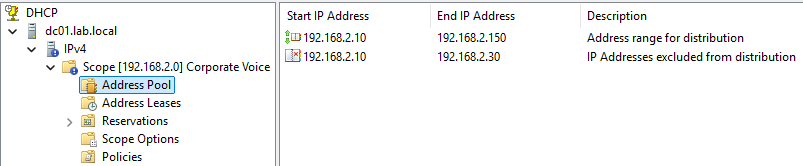 DHCP
dc01.lab.local
IPv4
Scope [192.168.2.0] Corporate Voice
Address Pool
Address Leases
Reservations
Scope Options
Policies
Start IP Address End IP Address Description
192.168.2.10 192.168.2.150 Address range for distribution
192.168.2.10 192.168.2.30 IP Addresses excluded from distribution